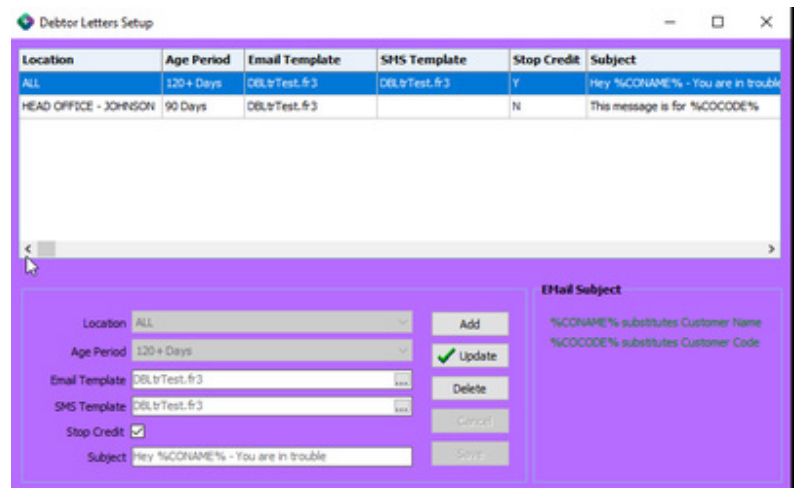 Debtor Letters Setup
Location Age Period Email Template SMS Template Stop Credit Subject
ALL 120+ Days DBLtrTest.fr3 DBLtrTest.fr3 Y Hey %CONAME% - You are in trouble
HEAD OFFICE - JOHNSON 90 Days DBLtrTest.fr3 N This message is for %COCODE%
EMail Subject
Location ALL Add %CONAME% substitutes Customer Name
%COCODE% substitutes Customer Code
Age Period 120+ Days Update
Email Template DBLtrTest.fr3 ... Delete
SMS Template DBLtrTest.fr3 ... Cancel
Stop Credit
Subject Hey %CONAME% - You are in trouble Save